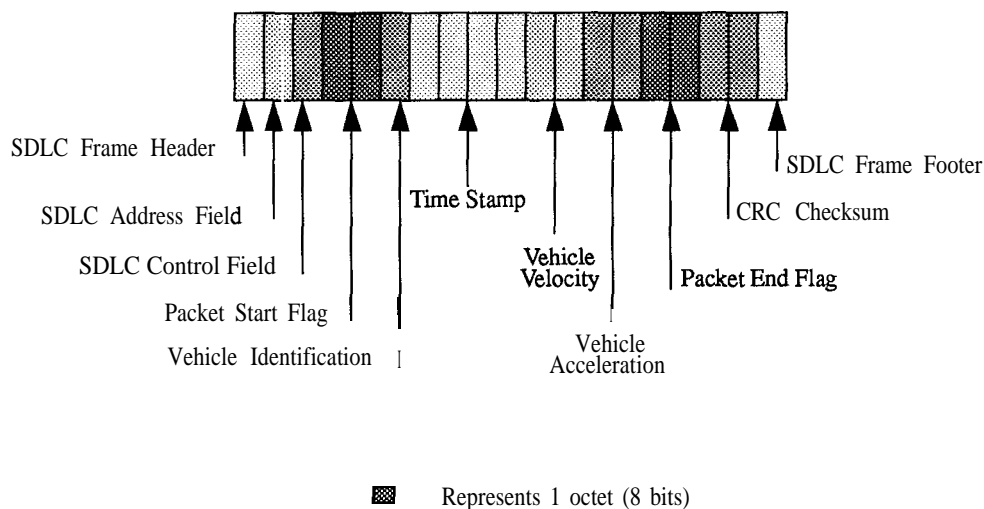 SDLC Frame Header
SDLC Frame Footer
Time Stamp
SDLC Address Field
CRC Checksum
Vehicle
Velocity
SDLC Control Field
Packet End Flag
Packet Start Flag
Vehicle Identification
Vehicle
Acceleration
Represents 1 octet (8 bits)